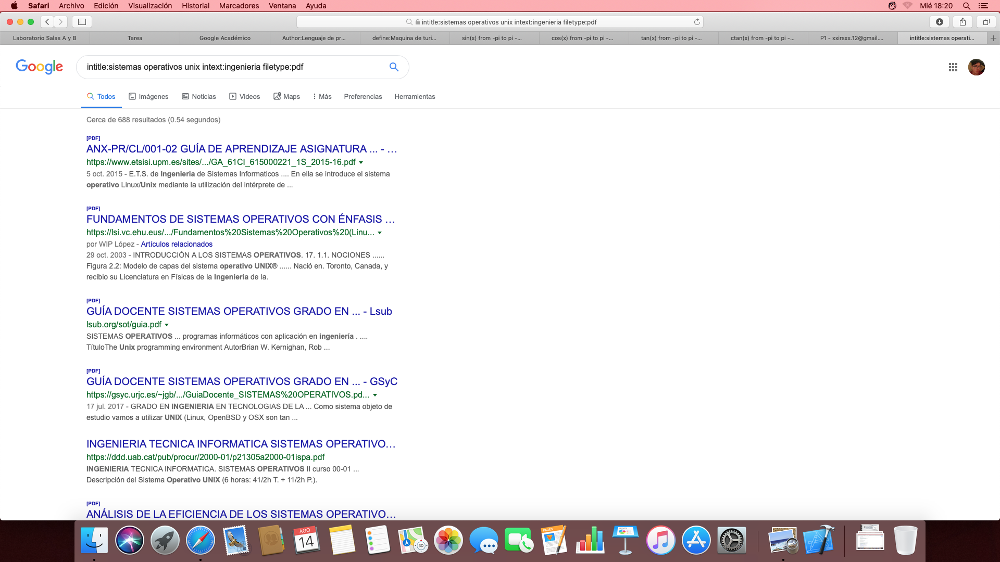 Safari Archivo Edición Visualización Historial Marcadores Ventana Ayuda Mié 18:20
intitle:sistemas operativos unix intext:ingenieria filetype:pdf
Laboratorio Salas A y B Tarea Google Académico Author:Lenguaje de pr... define:Maquina de turi... sin(x) from -pi to pi -... cos(x) from -pi to pi -... tan(x) from -pi to pi -... ctan(x) from -pi to pi -... P1 - xxirsxx.12@gmail.... intitle:sistemas operati...
Google intitle:sistemas operativos unix intext:ingenieria filetype:pdf
Todos Imágenes Noticias Videos Maps Más Preferencias Herramientas
Cerca de 688 resultados (0.54 segundos)
[PDF]
ANX-PR/CL/001-02 GUÍA DE APRENDIZAJE ASIGNATURA ... - ...
https://www.etsisi.upm.es/sites/.../GA_61CI_615000221_1S_2015-16.pdf
5 oct. 2015 - E.T.S. de Ingenieria de Sistemas Informaticos .... En ella se introduce el sistema
operativo Linux/Unix mediante la utilización del intérprete de ...
[PDF]
FUNDAMENTOS DE SISTEMAS OPERATIVOS CON ÉNFASIS ...
https://lsi.vc.ehu.eus/.../Fundamentos%20Sistemas%20Operativos%20(Linu...
por WIP López - Artículos relacionados
29 oct. 2003 - INTRODUCCIÓN A LOS SISTEMAS OPERATIVOS. 17. 1.1. NOCIONES ......
Figura 2.2: Modelo de capas del sistema operativo UNIX® ...... Nació en. Toronto, Canada, y
recibio su Licenciatura en Físicas de la Ingenieria de la.
[PDF]
GUÍA DOCENTE SISTEMAS OPERATIVOS GRADO EN ... - Lsub
lsub.org/sot/guia.pdf
SISTEMAS OPERATIVOS ... programas informáticos con aplicación en ingeniería . ....
TítuloThe Unix programming environment AutorBrian W. Kernighan, Rob ...
[PDF]
GUÍA DOCENTE SISTEMAS OPERATIVOS GRADO EN ... - GSyC
https://gsyc.urjc.es/~jgb/.../GuiaDocente_SISTEMAS%20OPERATIVOS.pd...
17 jul. 2017 - GRADO EN INGENIERIA EN TECNOLOGIAS DE LA ... Como sistema objeto de
estudio vamos a utilizar UNIX (Linux, OpenBSD y OSX son tan ...
INGENIERIA TECNICA INFORMATICA SISTEMAS OPERATIVO...
https://ddd.uab.cat/pub/procur/2000-01/p21305a2000-01ispa.pdf
INGENIERIA TECNICA INFORMATICA. SISTEMAS OPERATIVOS II curso 00-01 ...
Descripción del Sistema Operativo UNIX (6 horas: 41/2h T. + 11/2h P.).
[PDF]
ANÁLISIS DE LA EFICIENCIA DE LOS SISTEMAS OPERATIVO...
AGO
14
3D
PAGES